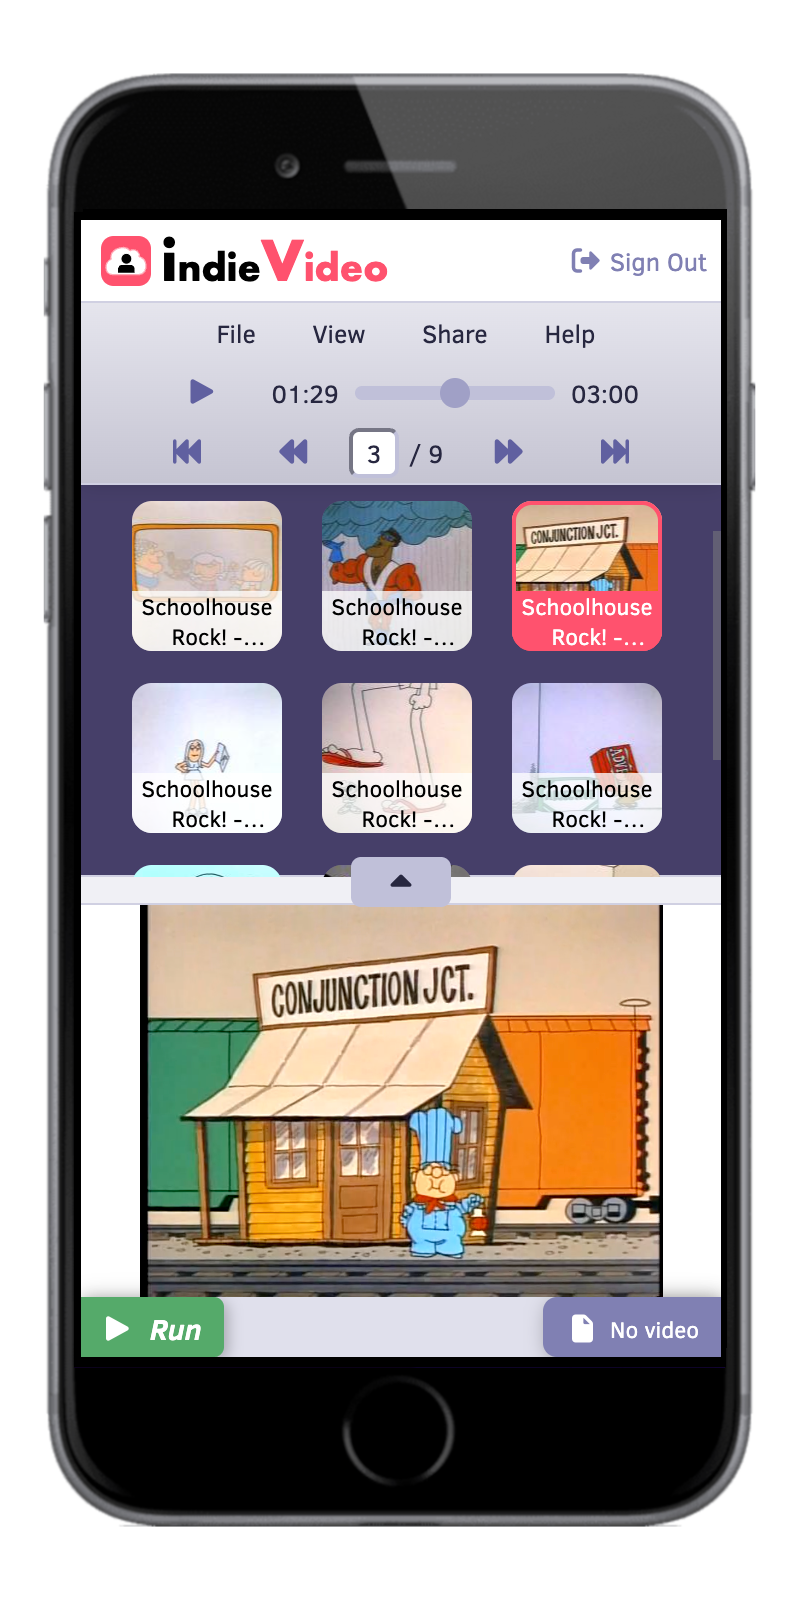 indieVideo
Sign Out
File View Share Help
01:29 03:00
3 / 9
CONJUNCTION JCT.
Schoolhouse
Rock! -...
Schoolhouse
Rock! -...
Schoolhouse
Rock! -...
Schoolhouse
Rock! -...
Schoolhouse
Rock! -...
ADVE
Schoolhouse
Rock! -...
CONJUNCTION JCT.
Run
No video